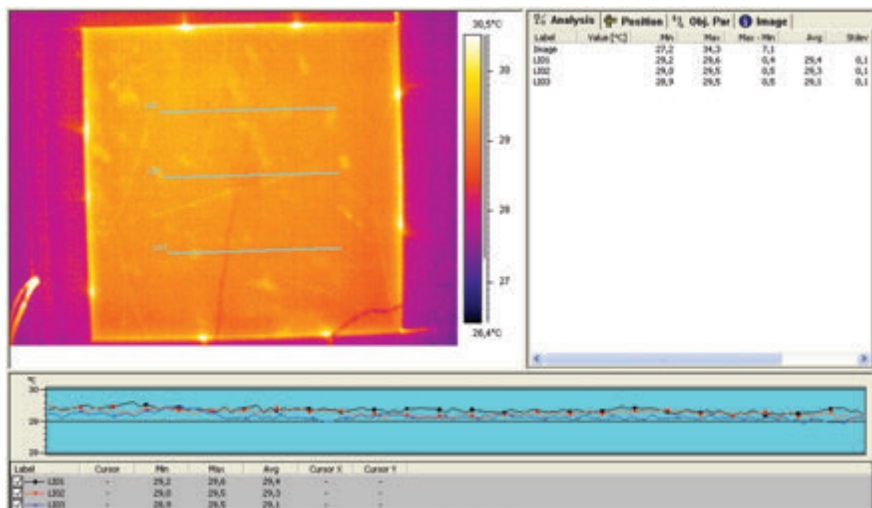 30,5°C
30
29
28
27
26,4°C
LI01
LI02
LI03
Analysis Position Obj. Par Image
Label Value [°C] Min Max Max - Min Avg Stdev
Image 27,2 34,3 7,1
LI01 29,2 29,6 0,4 29,4 0,1
LI02 29,0 29,5 0,5 29,3 0,1
LI03 28,9 29,5 0,5 29,1 0,1
°C
30
Label Cursor Min Max Avg Cursor X Cursor Y
LI01 - 29,2 29,6 29,4 - -
LI02 - 29,0 29,5 29,3 - -
LI03 - 28,9 29,5 29,1 - -